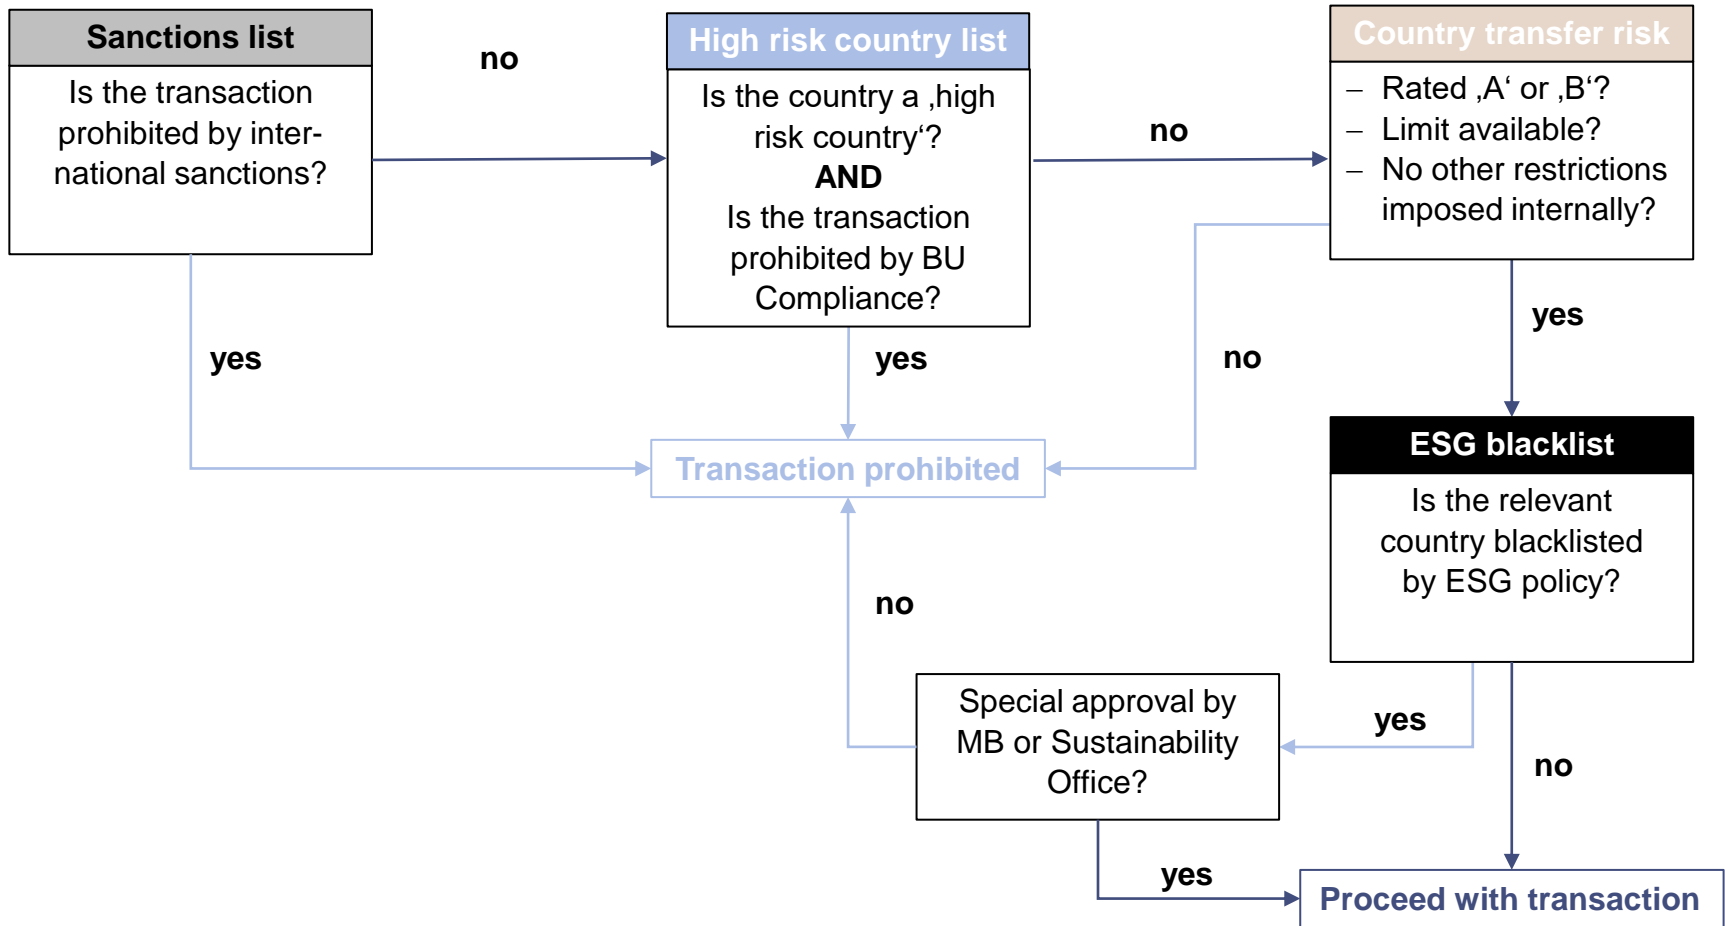 Sanctions list
Is the transaction
prohibited by inter-
national sanctions?
no
High risk country list
Is the country a ‚high
risk country‘?
AND
Is the transaction
prohibited by BU
Compliance?
no
Country transfer risk
– Rated ‚A‘ or ‚B‘?
– Limit available?
– No other restrictions
imposed internally?
yes
yes
no
yes
Transaction prohibited
ESG blacklist
Is the relevant
country blacklisted
by ESG policy?
no
Special approval by
MB or Sustainability
Office?
yes
no
yes
Proceed with transaction